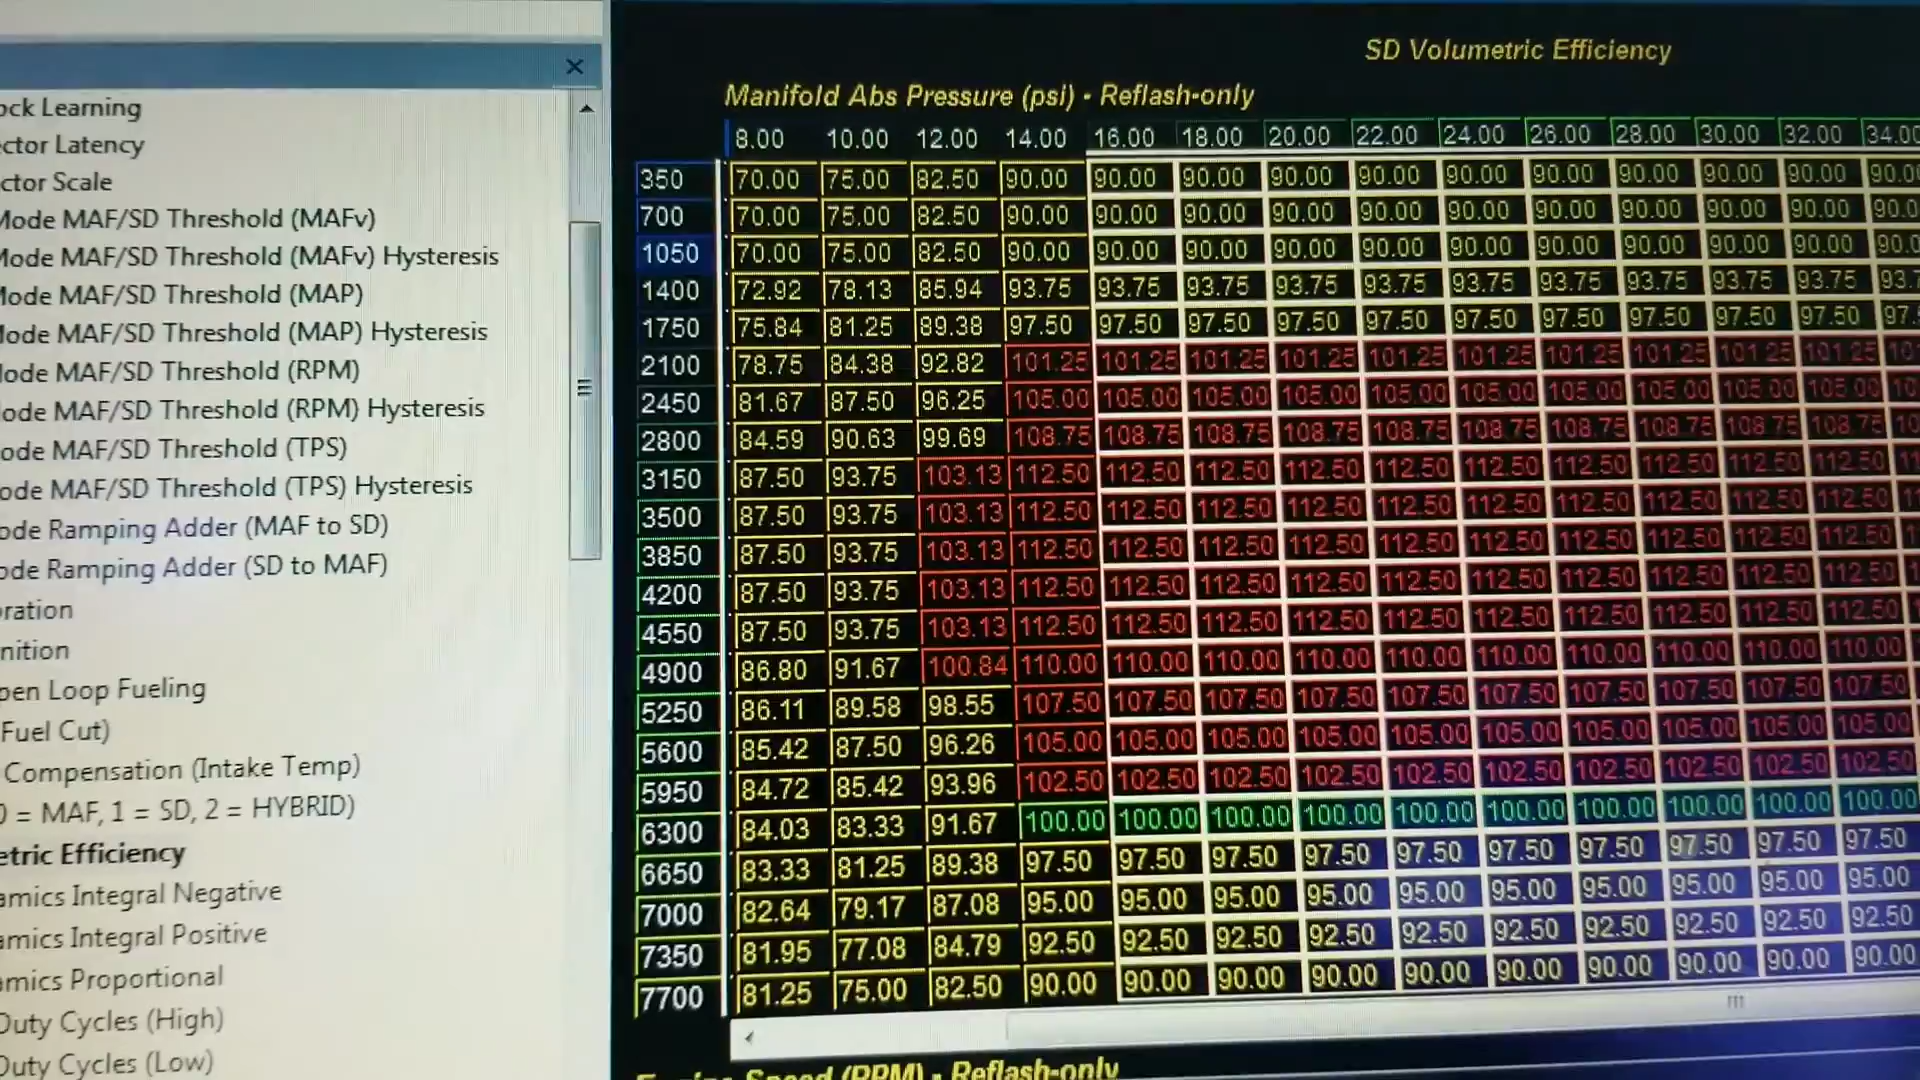 ock Learning
ctor Latency
ctor Scale
Mode MAF/SD Threshold (MAFv)
Mode MAF/SD Threshold (MAFv) Hysteresis
Mode MAF/SD Threshold (MAP)
Mode MAF/SD Threshold (MAP) Hysteresis
lode MAF/SD Threshold (RPM)
lode MAF/SD Threshold (RPM) Hysteresis
ode MAF/SD Threshold (TPS)
ode MAF/SD Threshold (TPS) Hysteresis
ode Ramping Adder (MAF to SD)
ode Ramping Adder (SD to MAF)
oration
nition
pen Loop Fueling
Fuel Cut)
Compensation (Intake Temp)
0 = MAF, 1 = SD, 2 = HYBRID)
etric Efficiency
amics Integral Negative
amics Integral Positive
amics Proportional
Duty Cycles (High)
Duty Cycles (Low)
SD Volumetric Efficiency
Manifold Abs Pressure (psi) - Reflash-only
8.00 10.00 12.00 14.00 16.00 18.00 20.00 22.00 24.00 26.00 28.00 30.00 32.00 34.00
350 70.00 75.00 82.50 90.00 90.00 90.00 90.00 90.00 90.00 90.00 90.00 90.00 90.00 90.0
700 70.00 75.00 82.50 90.00 90.00 90.00 90.00 90.00 90.00 90.00 90.00 90.00 90.00 90.0
1050 70.00 75.00 82.50 90.00 90.00 90.00 90.00 90.00 90.00 90.00 90.00 90.00 90.00 90.0
1400 72.92 78.13 85.94 93.75 93.75 93.75 93.75 93.75 93.75 93.75 93.75 93.75 93.75 93.7
1750 75.84 81.25 89.38 97.50 97.50 97.50 97.50 97.50 97.50 97.50 97.50 97.50 97.50 97.
2100 78.75 84.38 92.82 101.25 101.25 101.25 101.25 101.25 101.25 101.25 101.25 101.25 101.25 101
2450 81.67 87.50 96.25 105.00 105.00 105.00 105.00 105.00 105.00 105.00 105.00 105.00 105.00 105
2800 84.59 90.63 99.69 108.75 108.75 108.75 108.75 108.75 108.75 108.75 108.75 108.75 108.75 10
3150 87.50 93.75 103.13 112.50 112.50 112.50 112.50 112.50 112.50 112.50 112.50 112.50 112.50 11
3500 87.50 93.75 103.13 112.50 112.50 112.50 112.50 112.50 112.50 112.50 112.50 112.50 112.50 11
3850 87.50 93.75 103.13 112.50 112.50 112.50 112.50 112.50 112.50 112.50 112.50 112.50 112.50 11
4200 87.50 93.75 103.13 112.50 112.50 112.50 112.50 112.50 112.50 112.50 112.50 112.50 112.50 1
4550 87.50 93.75 103.13 112.50 112.50 112.50 112.50 112.50 112.50 112.50 112.50 112.50 112.50 1
4900 86.80 91.67 100.84 110.00 110.00 110.00 110.00 110.00 110.00 110.00 110.00 110.00 110.00
5250 86.11 89.58 98.55 107.50 107.50 107.50 107.50 107.50 107.50 107.50 107.50 107.50 107.50
5600 85.42 87.50 96.26 105.00 105.00 105.00 105.00 105.00 105.00 105.00 105.00 105.00 105.00
5950 84.72 85.42 93.96 102.50 102.50 102.50 102.50 102.50 102.50 102.50 102.50 102.50 102.50
6300 84.03 83.33 91.67 100.00 100.00 100.00 100.00 100.00 100.00 100.00 100.00 100.00 100.00
6650 83.33 81.25 89.38 97.50 97.50 97.50 97.50 97.50 97.50 97.50 97.50 97.50 97.50
7000 82.64 79.17 87.08 95.00 95.00 95.00 95.00 95.00 95.00 95.00 95.00 95.00 95.00
7350 81.95 77.08 84.79 92.50 92.50 92.50 92.50 92.50 92.50 92.50 92.50 92.50 92.50
7700 81.25 75.00 82.50 90.00 90.00 90.00 90.00 90.00 90.00 90.00 90.00 90.00 90.00
Engine Speed (RPM) - Reflash-only